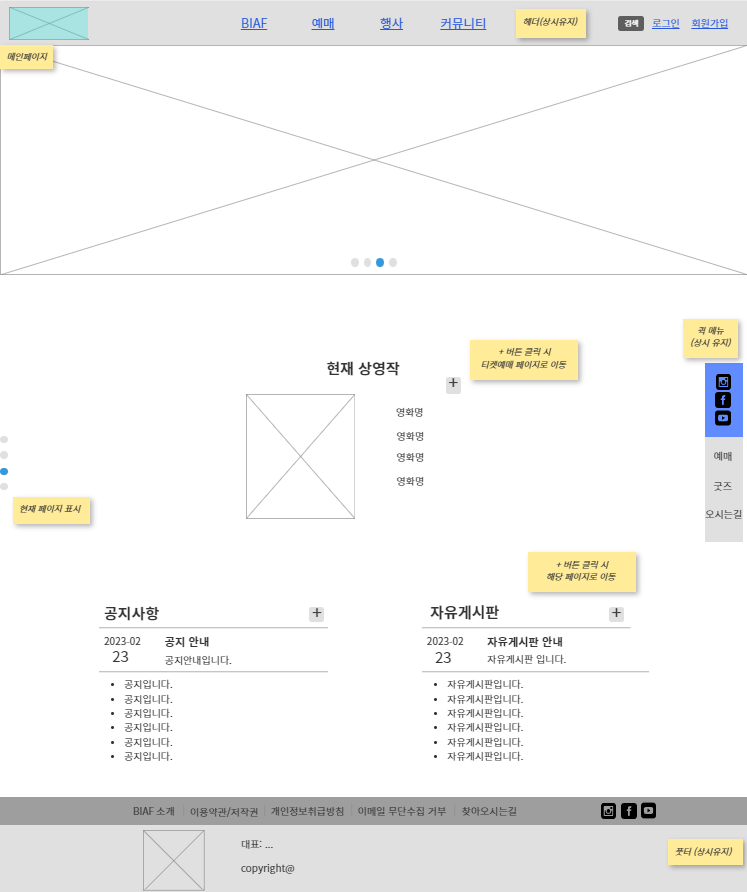 BIAF 예매 행사 커뮤니티 헤더(상시유지) 검색 로그인 회원가입
메인페이지
퀵 메뉴
(상시 유지)
+ 버튼 클릭 시
티켓예매 페이지로 이동
현재 상영작
+
영화명
영화명
영화명
영화명
예매
굿즈
오시는길
현재 페이지 표시
+ 버튼 클릭 시
해당 페이지로 이동
공지사항 +
2023-02 공지 안내
23 공지안내입니다.
• 공지입니다.
• 공지입니다.
• 공지입니다.
• 공지입니다.
• 공지입니다.
• 공지입니다.
자유게시판 +
2023-02 자유게시판 안내
23 자유게시판 입니다.
• 자유게시판입니다.
• 자유게시판입니다.
• 자유게시판입니다.
• 자유게시판입니다.
• 자유게시판입니다.
• 자유게시판입니다.
BIAF 소개 이용약관/저작권 개인정보취급방침 이메일 무단수집 거부 찾아오시는길
대표: ...
copyright@
풋터 (상시유지)